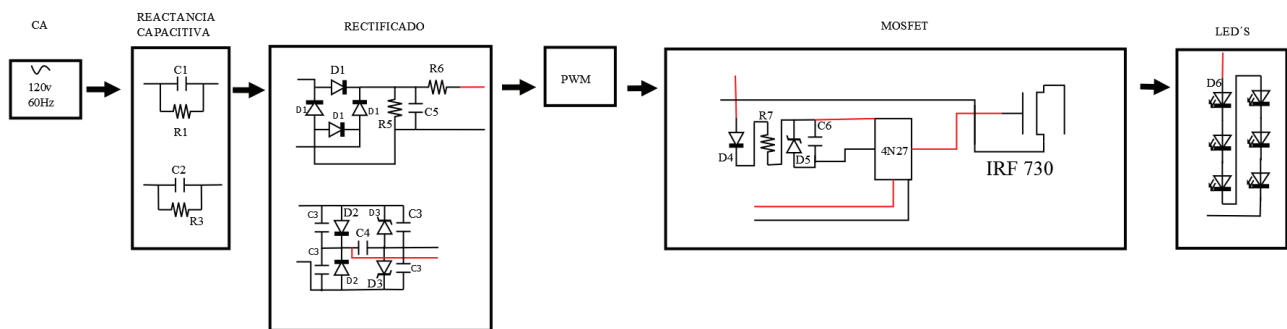 CA
120v
60Hz
REACTANCIA
CAPACITIVA
C1
R1
C2
R3
RECTIFICADO
D1
R6
D1
D1
D1
R5
C5
C3
D2
D3
C3
C4
C3
D2
D3
C3
PWM
MOSFET
R7
C6
D4
D5
4N27
IRF 730
LED´S
D6